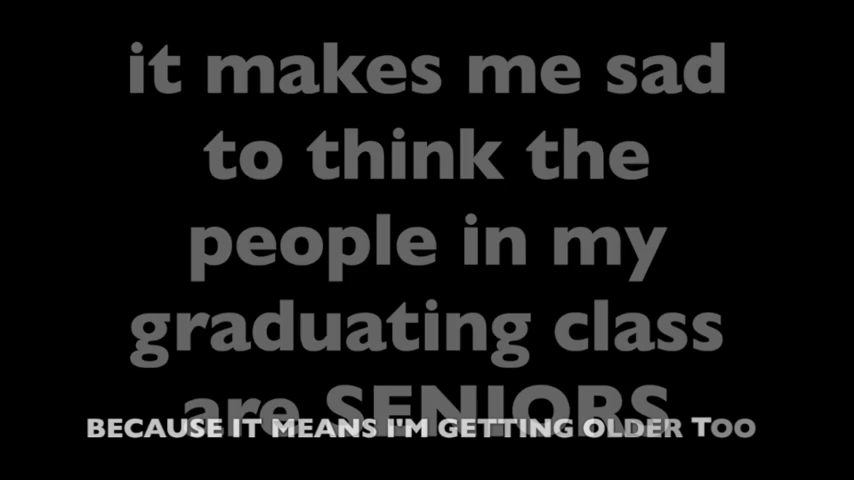 it makes me sad
to think the
people in my
graduating class
are SENIORS
BECAUSE IT MEANS I'M GETTING OLDER TOO